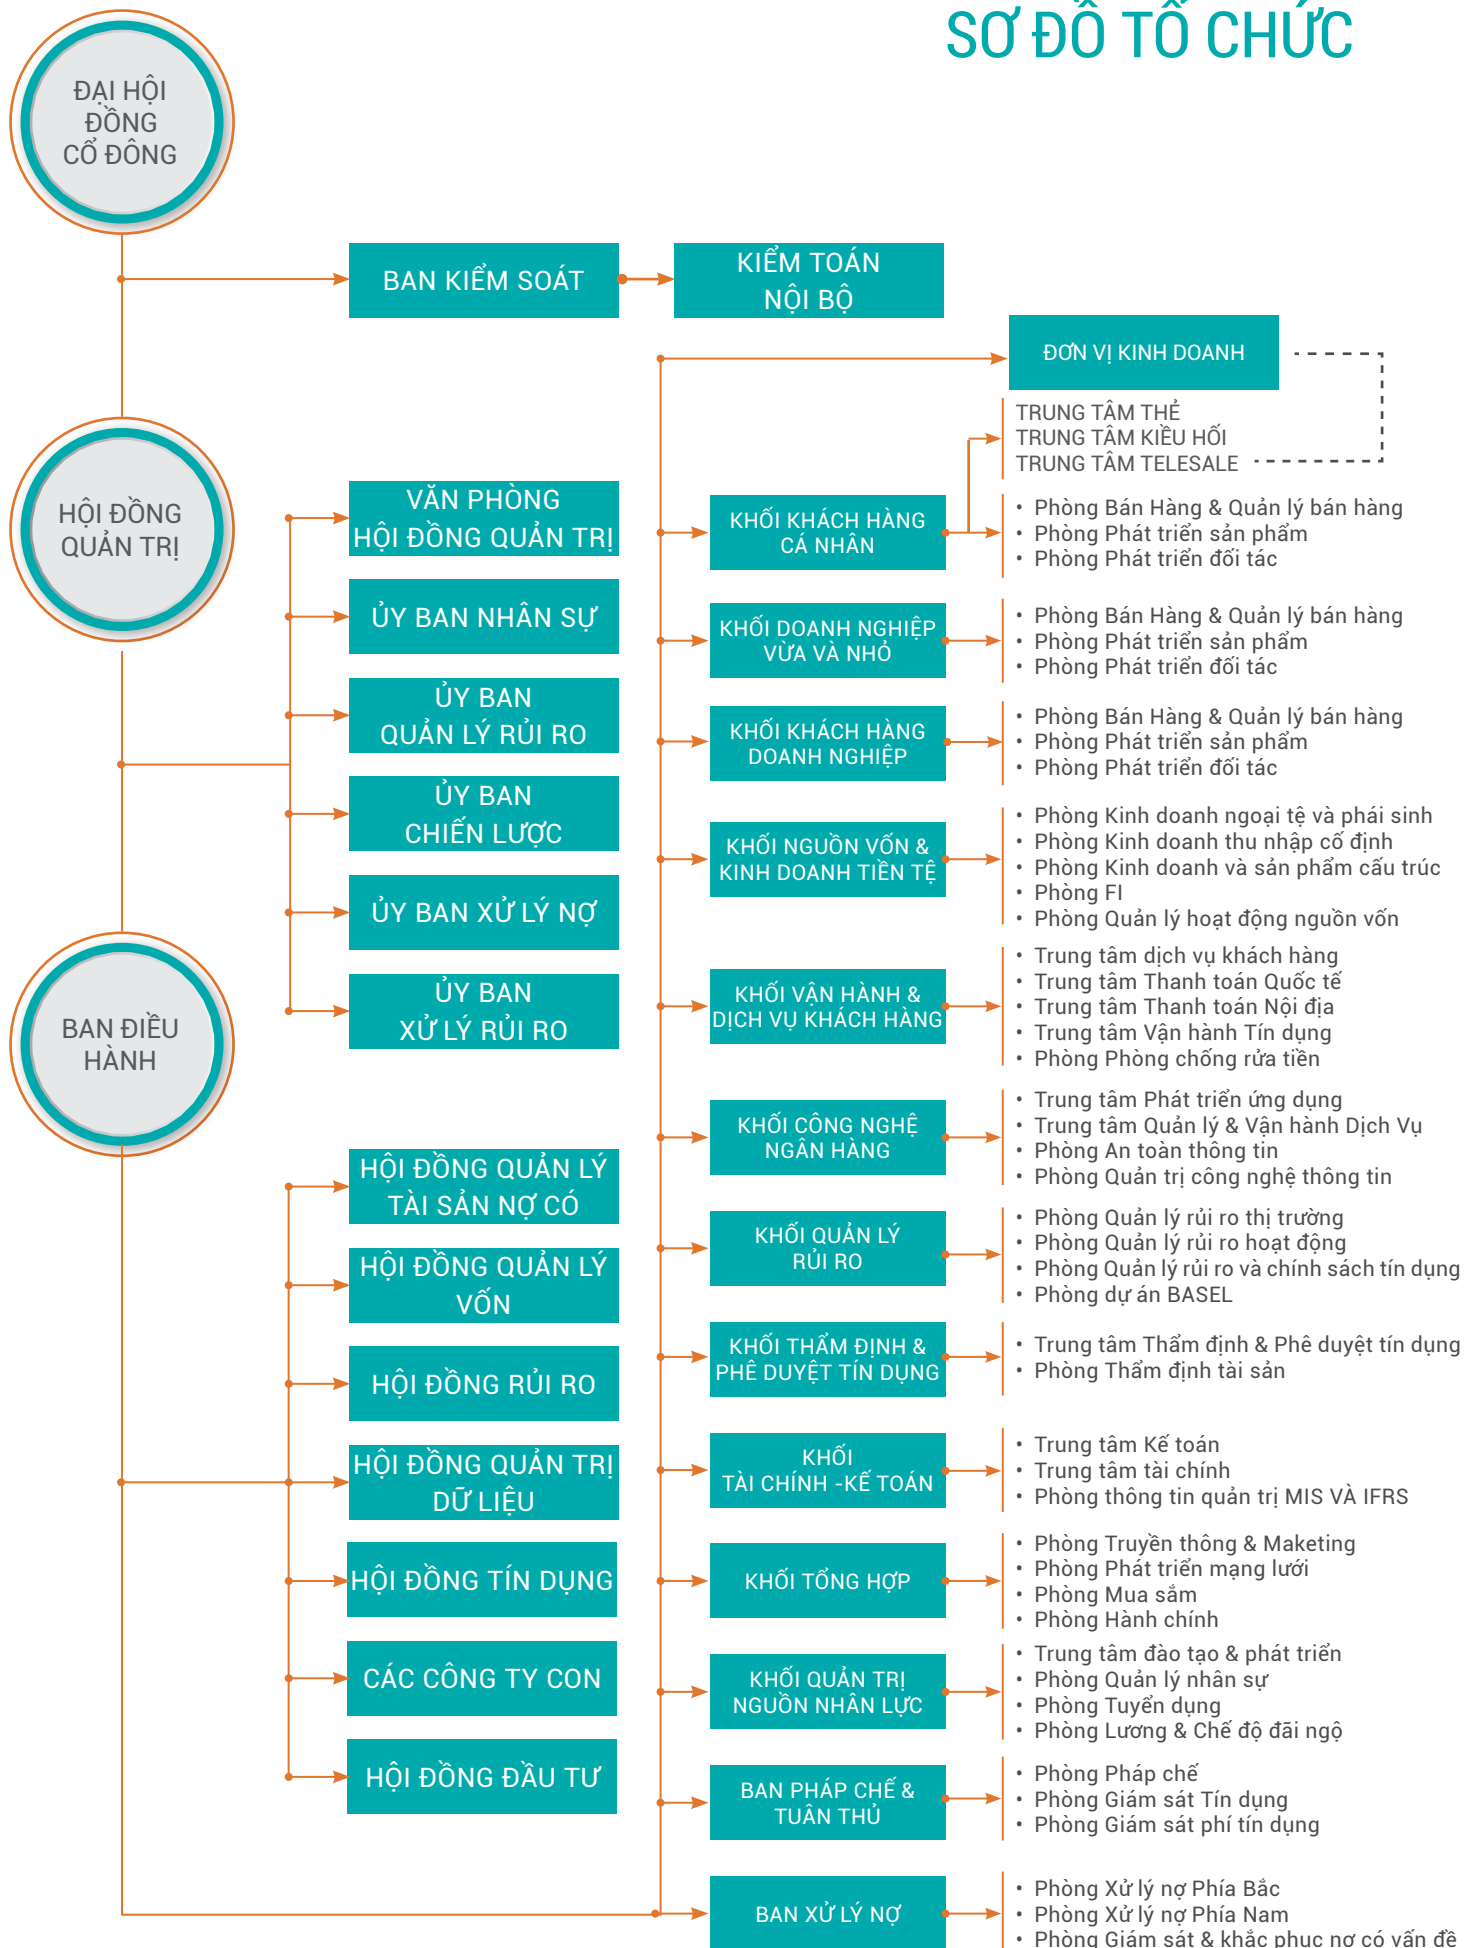 SƠ ĐỒ TỔ CHỨC
ĐẠI HỘI
ĐỒNG
CỔ ĐÔNG
BAN KIỂM SOÁT
KIỂM TOÁN
NỘI BỘ
ĐƠN VỊ KINH DOANH
TRUNG TÂM THẺ
TRUNG TÂM KIỀU HỐI
TRUNG TÂM TELESALE
HỘI ĐỒNG
QUẢN TRỊ
VĂN PHÒNG
HỘI ĐỒNG QUẢN TRỊ
ỦY BAN NHÂN SỰ
ỦY BAN
QUẢN LÝ RỦI RO
ỦY BAN
CHIẾN LƯỢC
ỦY BAN XỬ LÝ NỢ
ỦY BAN
XỬ LÝ RỦI RO
BAN ĐIỀU
HÀNH
HỘI ĐỒNG QUẢN LÝ
TÀI SẢN NỢ CÓ
HỘI ĐỒNG QUẢN LÝ
VỐN
HỘI ĐỒNG RỦI RO
HỘI ĐỒNG QUẢN TRỊ
DỮ LIỆU
HỘI ĐỒNG TÍN DỤNG
CÁC CÔNG TY CON
HỘI ĐỒNG ĐẦU TƯ
KHỐI KHÁCH HÀNG
CÁ NHÂN
• Phòng Bán Hàng & Quản lý bán hàng
• Phòng Phát triển sản phẩm
• Phòng Phát triển đối tác
KHỐI DOANH NGHIỆP
VỪA VÀ NHỎ
• Phòng Bán Hàng & Quản lý bán hàng
• Phòng Phát triển sản phẩm
• Phòng Phát triển đối tác
KHỐI KHÁCH HÀNG
DOANH NGHIỆP
• Phòng Bán Hàng & Quản lý bán hàng
• Phòng Phát triển sản phẩm
• Phòng Phát triển đối tác
KHỐI NGUỒN VỐN &
KINH DOANH TIỀN TỆ
• Phòng Kinh doanh ngoại tệ và phái sinh
• Phòng Kinh doanh thu nhập cố định
• Phòng Kinh doanh và sản phẩm cấu trúc
• Phòng FI
• Phòng Quản lý hoạt động nguồn vốn
KHỐI VẬN HÀNH &
DỊCH VỤ KHÁCH HÀNG
• Trung tâm dịch vụ khách hàng
• Trung tâm Thanh toán Quốc tế
• Trung tâm Thanh toán Nội địa
• Trung tâm Vận hành Tín dụng
• Phòng Phòng chống rửa tiền
KHỐI CÔNG NGHỆ
NGÂN HÀNG
• Trung tâm Phát triển ứng dụng
• Trung tâm Quản lý & Vận hành Dịch Vụ
• Phòng An toàn thông tin
• Phòng Quản trị công nghệ thông tin
KHỐI QUẢN LÝ
RỦI RO
• Phòng Quản lý rủi ro thị trường
• Phòng Quản lý rủi ro hoạt động
• Phòng Quản lý rủi ro và chính sách tín dụng
• Phòng dự án BASEL
KHỐI THẨM ĐỊNH &
PHÊ DUYỆT TÍN DỤNG
• Trung tâm Thẩm định & Phê duyệt tín dụng
• Phòng Thẩm định tài sản
KHỐI
TÀI CHÍNH -KẾ TOÁN
• Trung tâm Kế toán
• Trung tâm tài chính
• Phòng thông tin quản trị MIS VÀ IFRS
KHỐI TỔNG HỢP
• Phòng Truyền thông & Maketing
• Phòng Phát triển mạng lưới
• Phòng Mua sắm
• Phòng Hành chính
KHỐI QUẢN TRỊ
NGUỒN NHÂN LỰC
• Trung tâm đào tạo & phát triển
• Phòng Quản lý nhân sự
• Phòng Tuyển dụng
• Phòng Lương & Chế độ đãi ngộ
BAN PHÁP CHẾ &
TUÂN THỦ
• Phòng Pháp chế
• Phòng Giám sát Tín dụng
• Phòng Giám sát phí tín dụng
BAN XỬ LÝ NỢ
• Phòng Xử lý nợ Phía Bắc
• Phòng Xử lý nợ Phía Nam
• Phòng Giám sát & khắc phục nợ có vấn đề